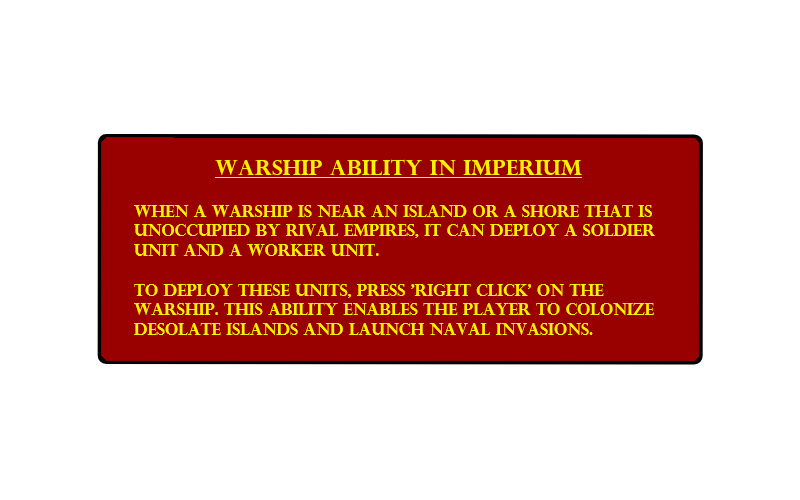 WARSHIP ABILITY IN IMPERIUM
WHEN A WARSHIP IS NEAR AN ISLAND OR A SHORE THAT IS
UNOCCUPIED BY RIVAL EMPIRES, IT CAN DEPLOY A SOLDIER
UNIT AND A WORKER UNIT.
TO DEPLOY THESE UNITS, PRESS 'RIGHT CLICK' ON THE
WARSHIP. THIS ABILITY ENABLES THE PLAYER TO COLONIZE
DESOLATE ISLANDS AND LAUNCH NAVAL INVASIONS.